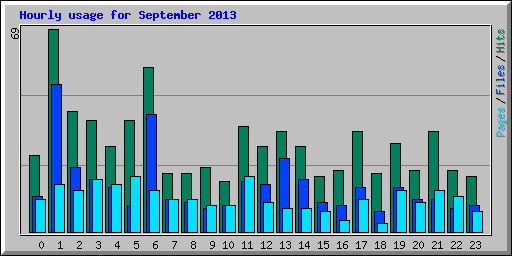 Hourly usage for September 2013
69
Pages / Files / Hits
0 1 2 3 4 5 6 7 8 9 10 11 12 13 14 15 16 17 18 19 20 21 22 23